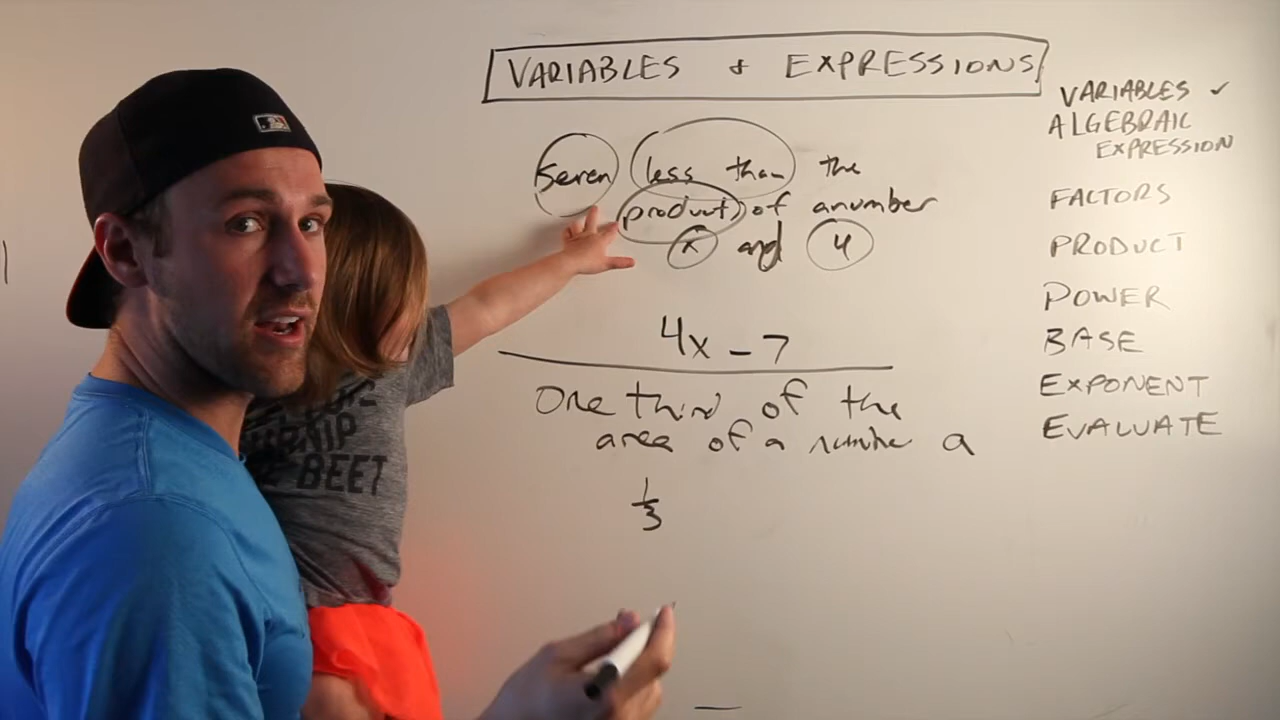 VARIABLES & EXPRESSIONS
Seven less than the
product of a number
x and 4
4x - 7
One third of the
area of a number a
1/3
VARIABLES ✓
ALGEBRAIC
EXPRESSION
FACTORS
PRODUCT
POWER
BASE
EXPONENT
EVALUATE
BEET